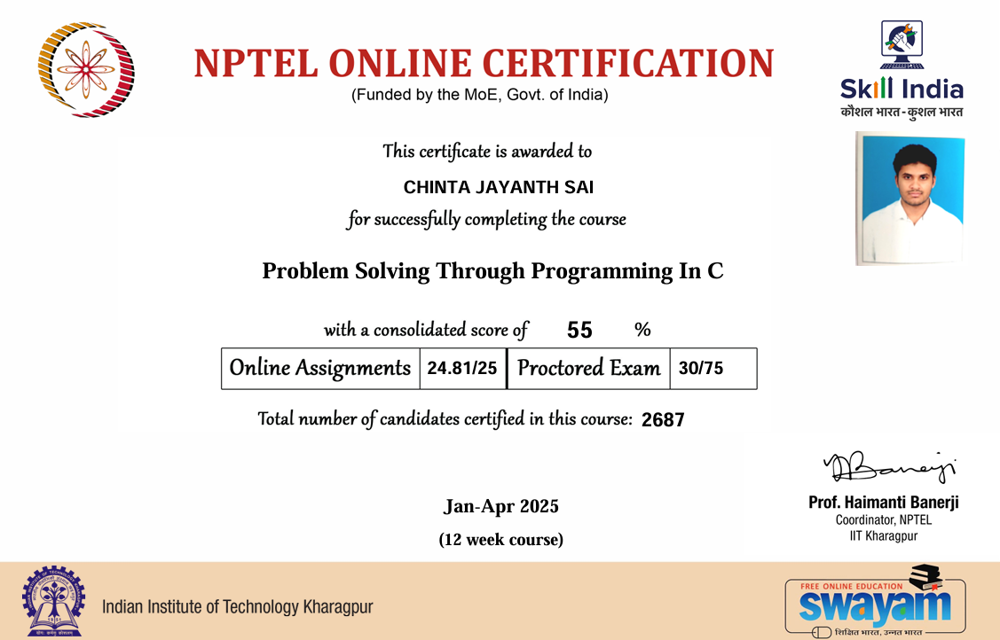 NPTEL ONLINE CERTIFICATION
(Funded by the MoE, Govt. of India)
Skill India
कौशल भारत - कुशल भारत
This certificate is awarded to
CHINTA JAYANTH SAI
for successfully completing the course
Problem Solving Through Programming In C
with a consolidated score of 55 %
Online Assignments 24.81/25 Proctored Exam 30/75
Total number of candidates certified in this course: 2687
Jan-Apr 2025
(12 week course)
HBanerji
Prof. Haimanti Banerji
Coordinator, NPTEL
IIT Kharagpur
Indian Institute of Technology Kharagpur
FREE ONLINE EDUCATION
swayam
शिक्षित भारत, उन्नत भारत